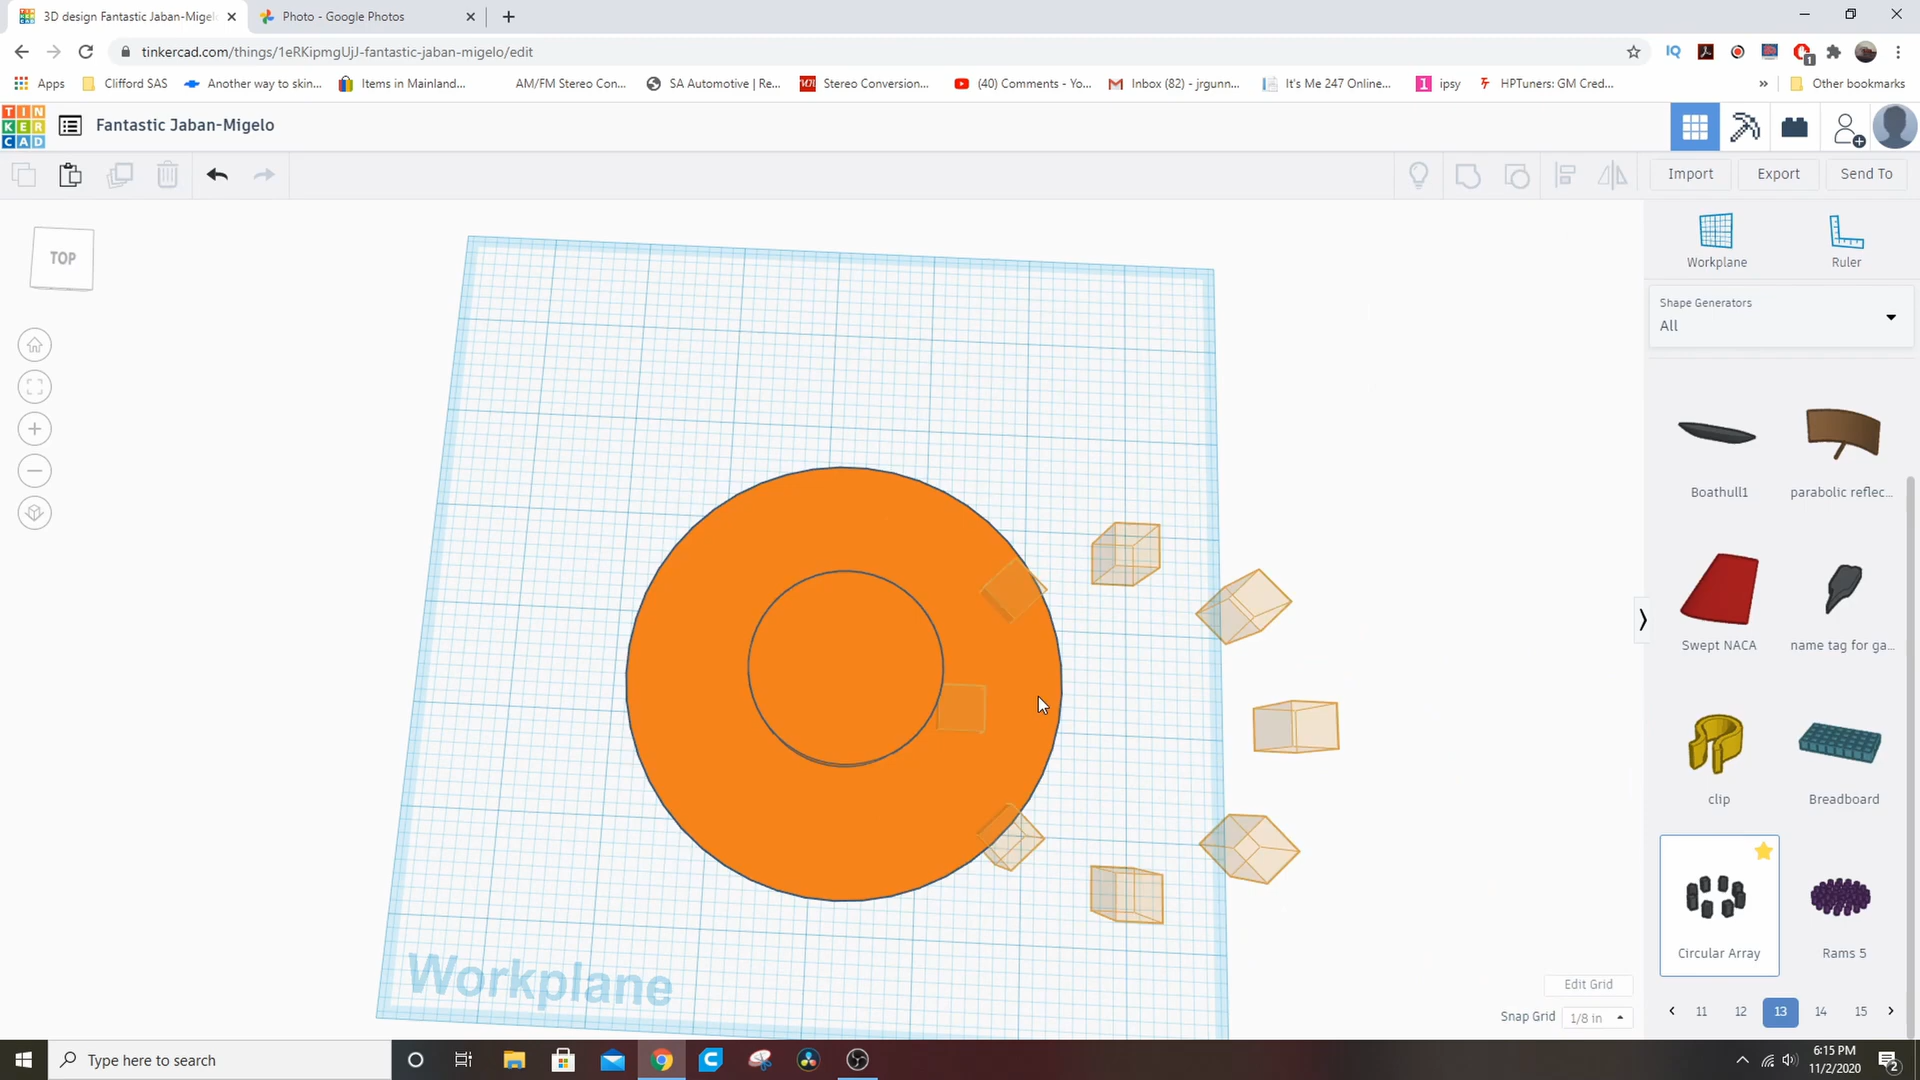 3D design Fantastic Jaban-Migelo
Photo - Google Photos
tinkercad.com/things/1eRKipmgUjJ-fantastic-jaban-migelo/edit
1
Apps
Clifford SAS
Another way to skin...
Items in Mainland...
AM/FM Stereo Con...
SA Automotive | Re...
Stereo Conversion...
(40) Comments - Yo...
Inbox (82) - jrgunn...
It's Me 247 Online...
ipsy
HPTuners: GM Cred...
»
Other bookmarks
TIN
KER
CAD
Fantastic Jaban-Migelo
Import
Export
Send To
TOP
Workplane
Ruler
Shape Generators
All
Boathull1
parabolic reflec...
Swept NACA
name tag for ga...
clip
Breadboard
Circular Array
Rams 5
Workplane
Edit Grid
Snap Grid
1/8 in
11
12
13
14
15
Type here to search
6:15 PM
11/2/2020
2